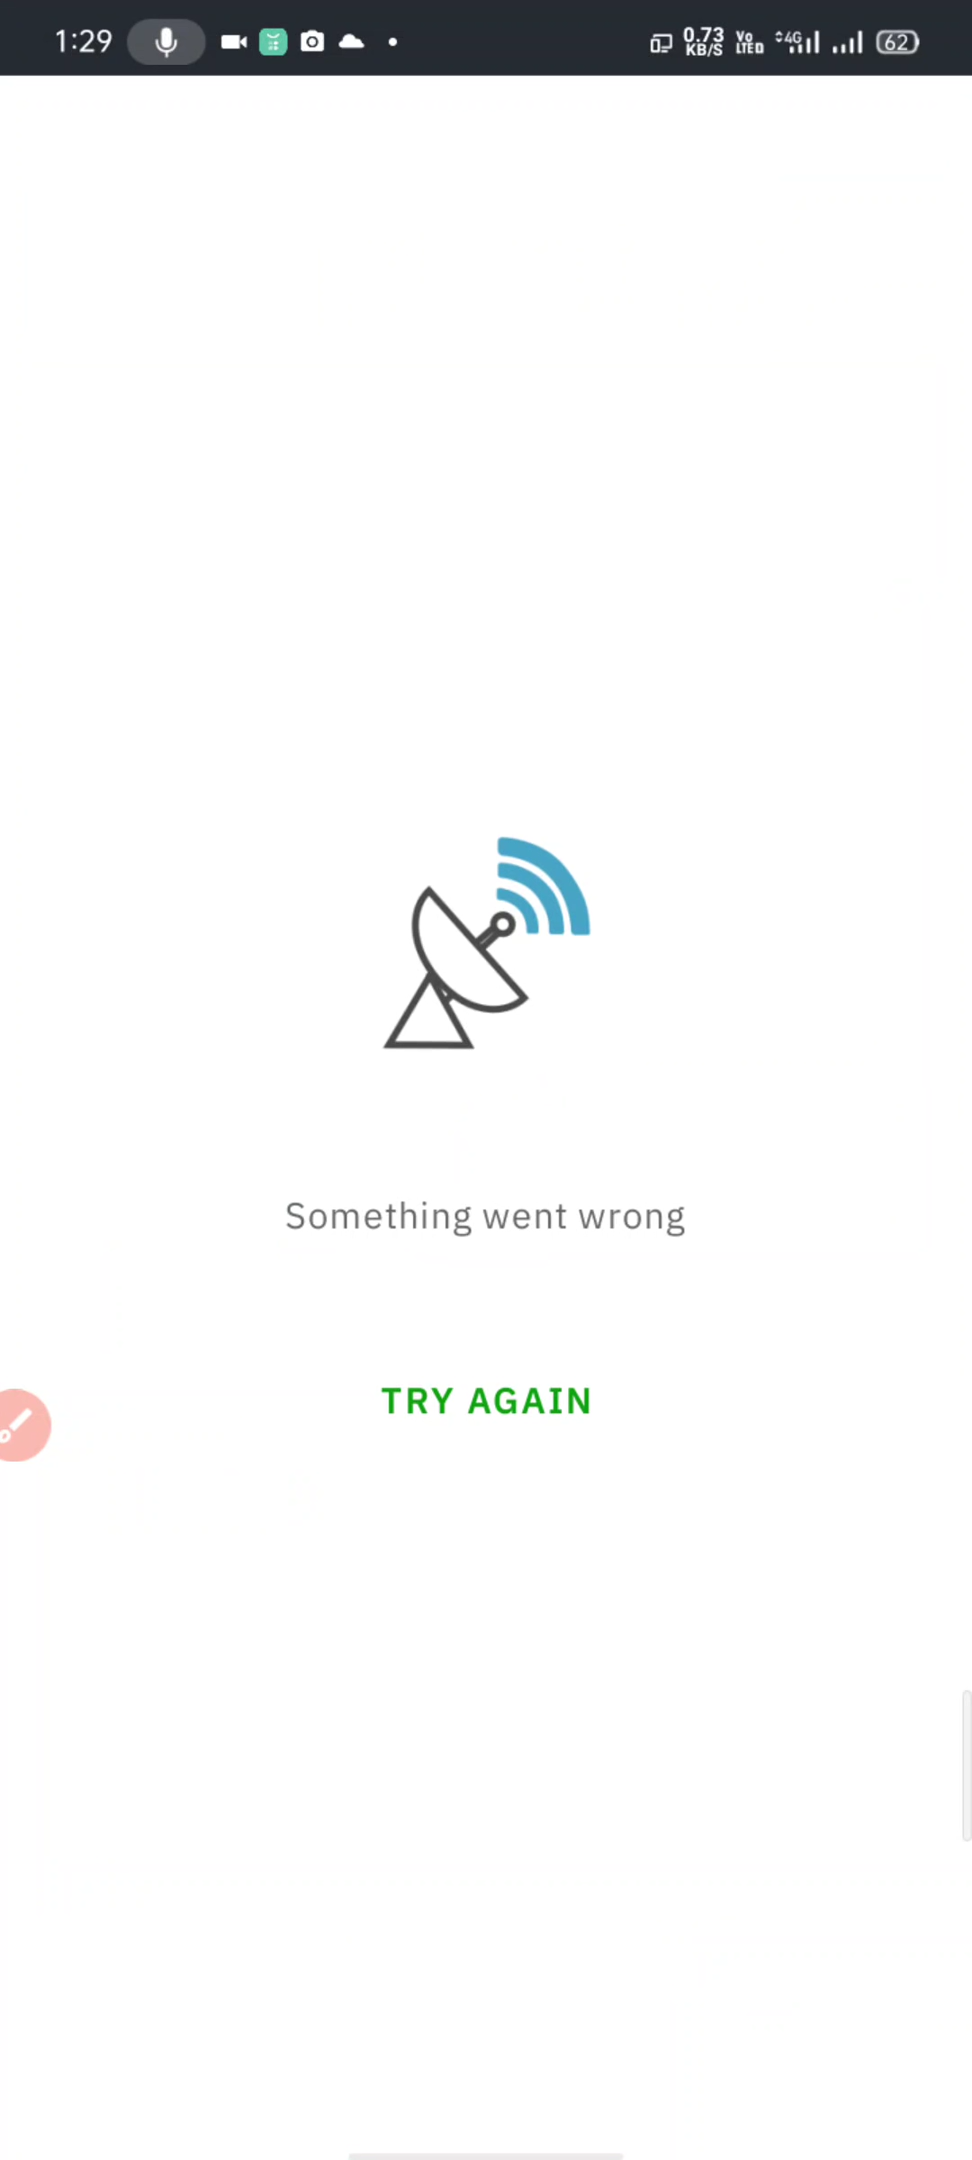 1:29
0.73
KB/S
Vo
LTE
4G
62
Something went wrong
TRY AGAIN